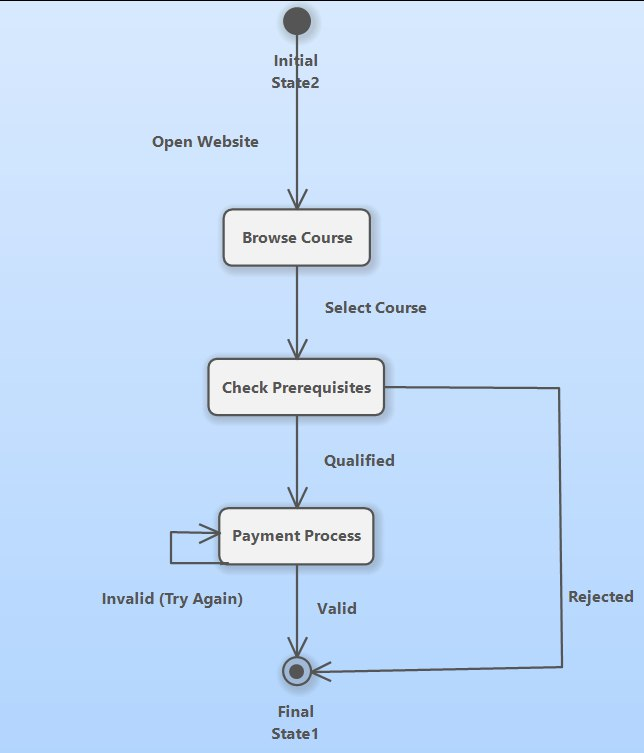 Initial
State2
Open Website
Browse Course
Select Course
Check Prerequisites
Qualified
Payment Process
Invalid (Try Again)
Valid
Rejected
Final
State1